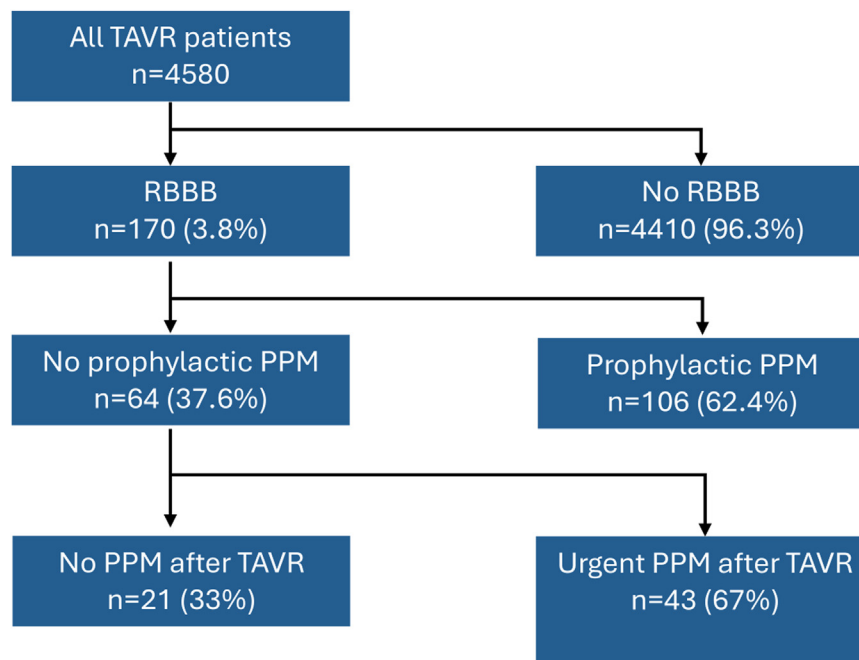 All TAVR patients
n=4580
RBBB
n=170 (3.8%)
No RBBB
n=4410 (96.3%)
No prophylactic PPM
n=64 (37.6%)
Prophylactic PPM
n=106 (62.4%)
No PPM after TAVR
n=21 (33%)
Urgent PPM after TAVR
n=43 (67%)